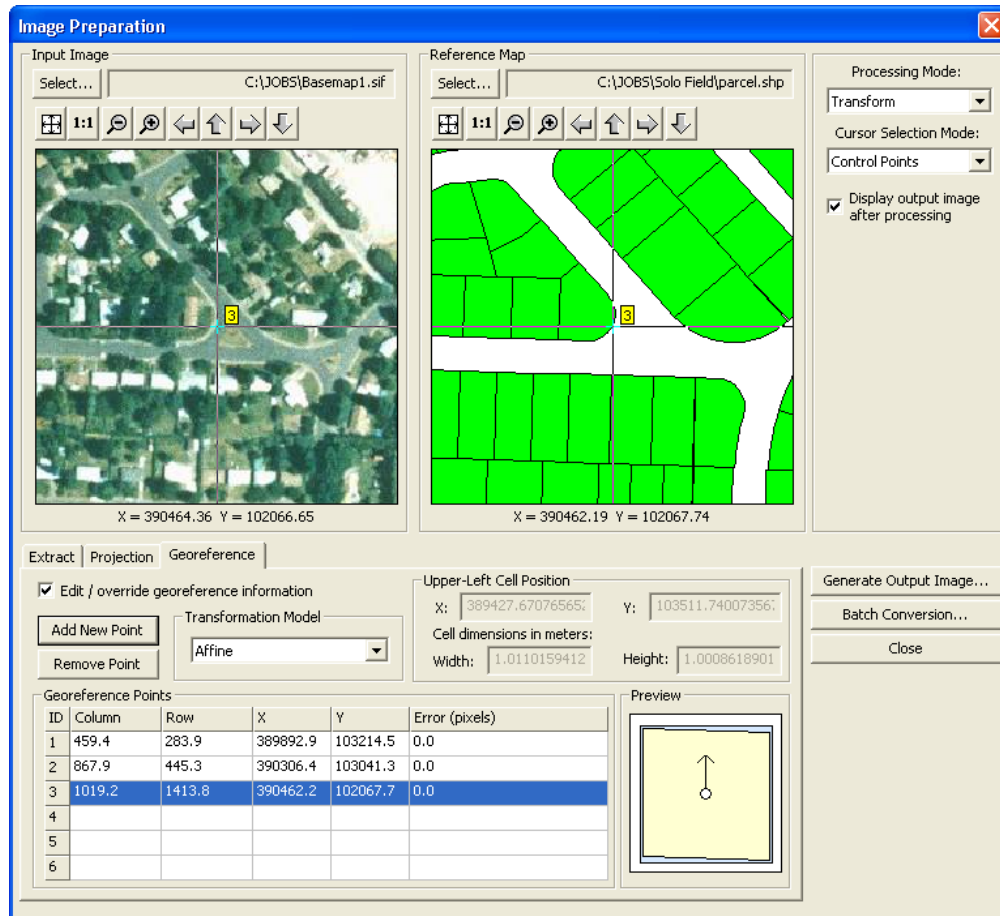 Image Preparation
Input Image
Select... C:\JOBS\Basemap1.sif
1:1
3
X = 390464.36 Y = 102066.65
Reference Map
Select... C:\JOBS\Solo Field\parcel.shp
1:1
3
X = 390462.19 Y = 102067.74
Processing Mode:
Transform
Cursor Selection Mode:
Control Points
Display output image
after processing
Extract Projection Georeference
Edit / override georeference information
Add New Point
Remove Point
Transformation Model
Affine
Upper-Left Cell Position
X: 389427.67076565 Y: 103511.74007356
Cell dimensions in meters:
Width: 1.0110159412 Height: 1.0008618901
Generate Output Image...
Batch Conversion...
Close
Georeference Points
ID Column Row X Y Error (pixels)
1 459.4 283.9 389892.9 103214.5 0.0
2 867.9 445.3 390306.4 103041.3 0.0
3 1019.2 1413.8 390462.2 102067.7 0.0
4
5
6
Preview